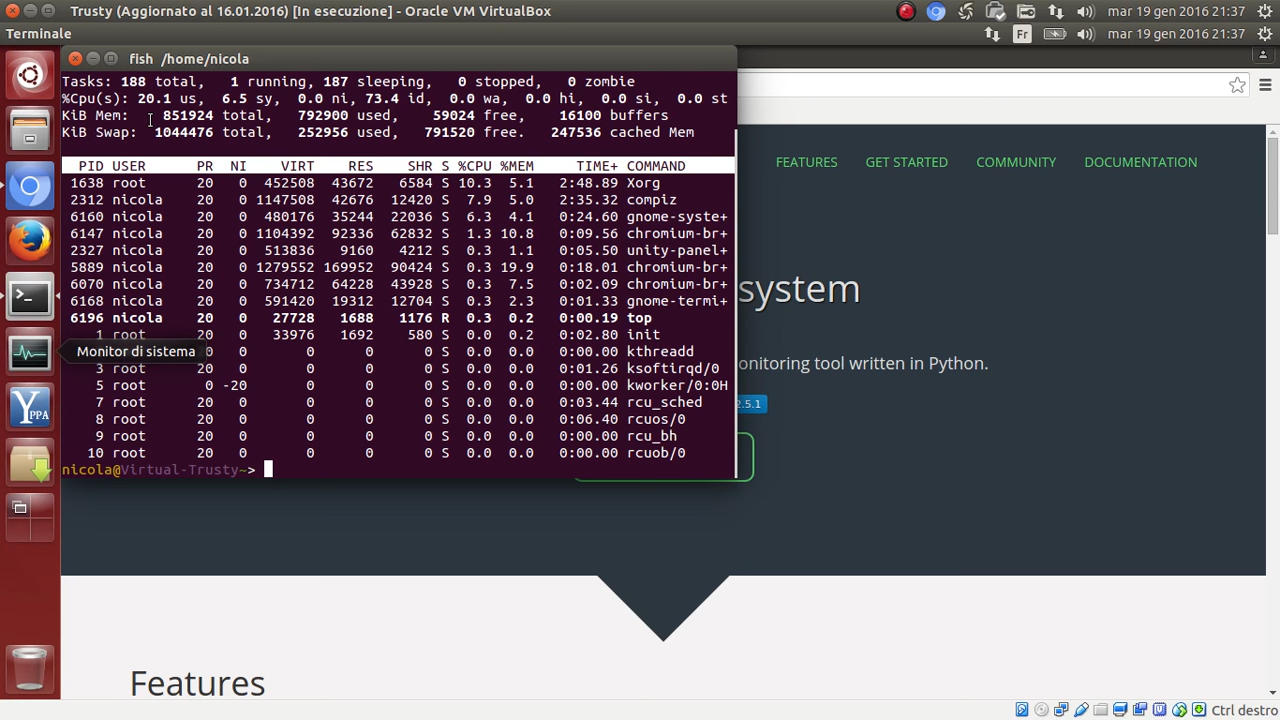 Trusty (Aggiornato al 16.01.2016) [In esecuzione] - Oracle VM VirtualBox
mar 19 gen 2016 21:37
Terminale
Fr
mar 19 gen 2016 21:37
fish /home/nicola
Tasks: 188 total, 1 running, 187 sleeping, 0 stopped, 0 zombie
%Cpu(s): 20.1 us, 6.5 sy, 0.0 ni, 73.4 id, 0.0 wa, 0.0 hi, 0.0 si, 0.0 st
KiB Mem: 851924 total, 792900 used, 59024 free, 16100 buffers
KiB Swap: 1044476 total, 252956 used, 791520 free. 247536 cached Mem
PID USER PR NI VIRT RES SHR S %CPU %MEM TIME+ COMMAND
1638 root 20 0 452508 43672 6584 S 10.3 5.1 2:48.89 Xorg
2312 nicola 20 0 1147508 42676 12420 S 7.9 5.0 2:35.32 compiz
6160 nicola 20 0 480176 35244 22036 S 6.3 4.1 0:24.60 gnome-syste+
6147 nicola 20 0 1104392 92336 62832 S 1.3 10.8 0:09.56 chromium-br+
2327 nicola 20 0 513836 9160 4212 S 0.3 1.1 0:05.50 unity-panel+
5889 nicola 20 0 1279552 169952 90424 S 0.3 19.9 0:18.01 chromium-br+
6070 nicola 20 0 734712 64228 43928 S 0.3 7.5 0:02.09 chromium-br+
6168 nicola 20 0 591420 19312 12704 S 0.3 2.3 0:01.33 gnome-termi+
6196 nicola 20 0 27728 1688 1176 R 0.3 0.2 0:00.19 top
1 root 20 0 33976 1692 580 S 0.0 0.2 0:02.80 init
Monitor di sistema 0 0 0 0 S 0.0 0.0 0:00.00 kthreadd
3 root 20 0 0 0 0 S 0.0 0.0 0:01.26 ksoftirqd/0
5 root 0 -20 0 0 0 S 0.0 0.0 0:00.00 kworker/0:0H
7 root 20 0 0 0 0 S 0.0 0.0 0:03.44 rcu_sched
8 root 20 0 0 0 0 S 0.0 0.0 0:06.40 rcuos/0
9 root 20 0 0 0 0 S 0.0 0.0 0:00.00 rcu_bh
10 root 20 0 0 0 0 S 0.0 0.0 0:00.00 rcuob/0
nicola@Virtual-Trusty~>
FEATURES GET STARTED COMMUNITY DOCUMENTATION
system
onitoring tool written in Python.
2.5.1
Features
YPPA
Ctrl destro